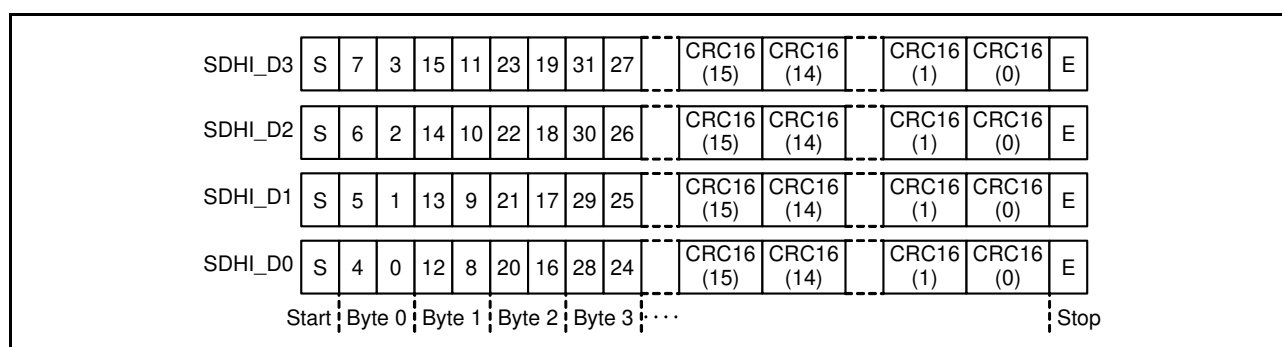 SDHI_D3 S 7 3 15 11 23 19 31 27 CRC16 (15) CRC16 (14) CRC16 (1) CRC16 (0) E
SDHI_D2 S 6 2 14 10 22 18 30 26 CRC16 (15) CRC16 (14) CRC16 (1) CRC16 (0) E
SDHI_D1 S 5 1 13 9 21 17 29 25 CRC16 (15) CRC16 (14) CRC16 (1) CRC16 (0) E
SDHI_D0 S 4 0 12 8 20 16 28 24 CRC16 (15) CRC16 (14) CRC16 (1) CRC16 (0) E
Start Byte 0 Byte 1 Byte 2 Byte 3 ···· Stop